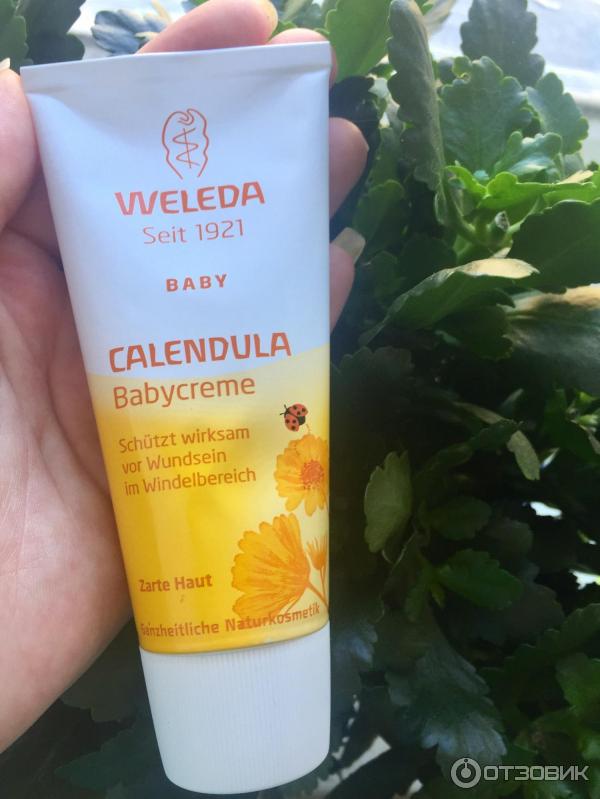 WELEDA
Seit 1921
BABY
CALENDULA
Babycreme
Schützt wirksam
vor Wundsein
im Windelbereich
Zarte Haut
Ganzheitliche Naturkosmetik
ОТЗОВИК